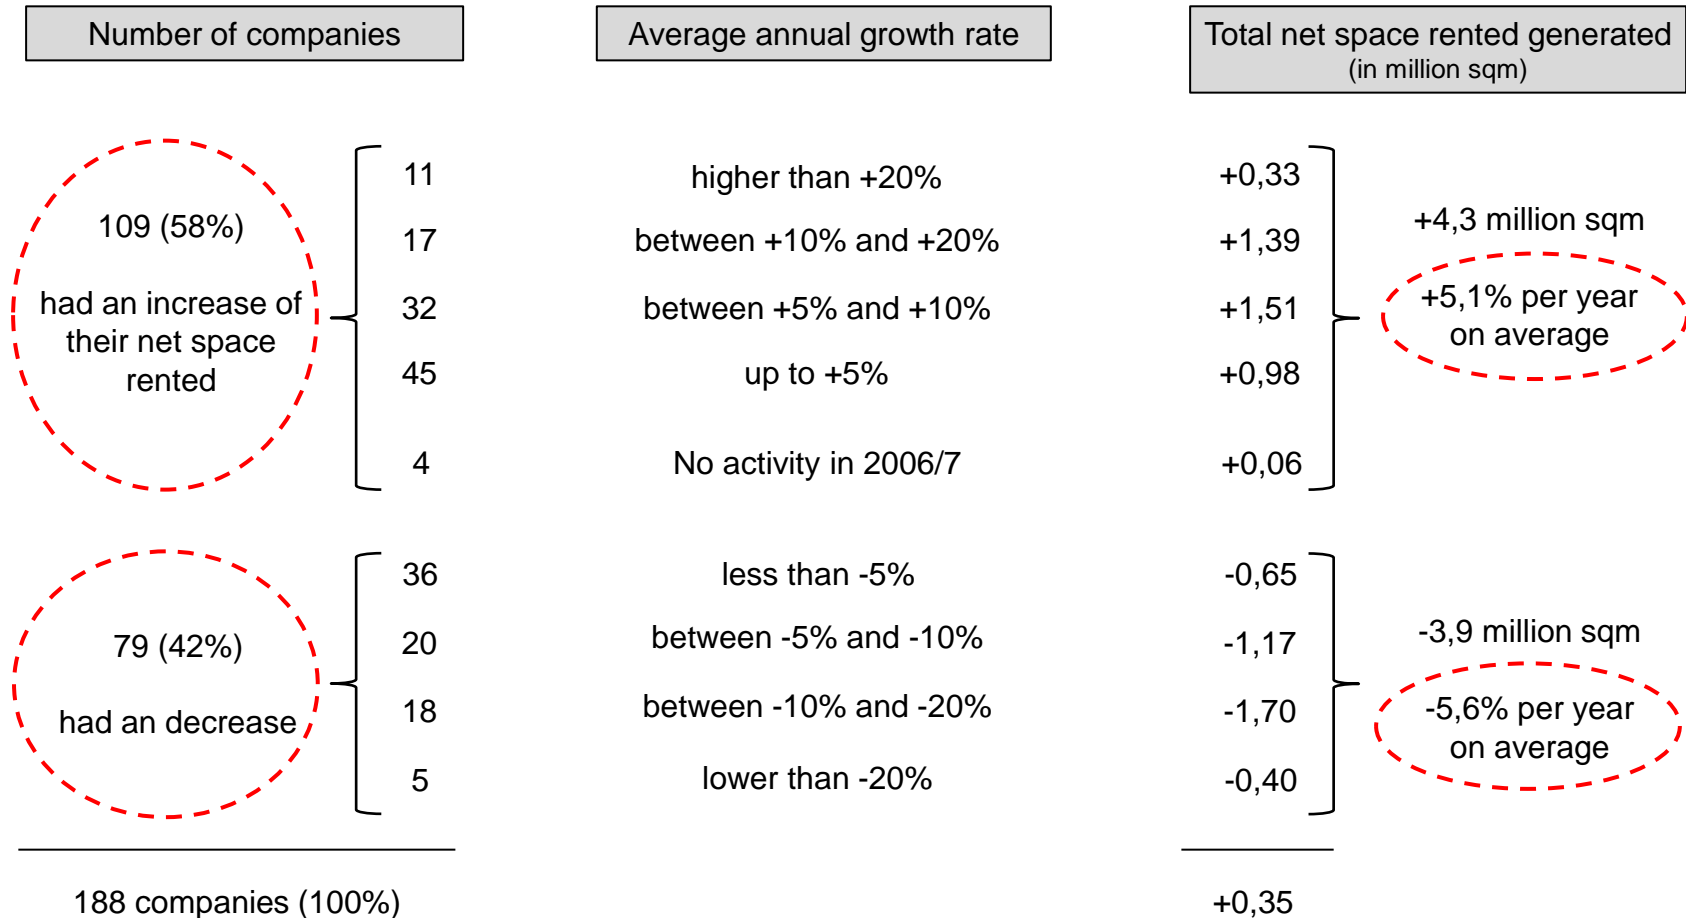 Number of companies
Average annual growth rate
Total net space rented generated
(in million sqm)
109 (58%)
had an increase of
their net space
rented
11
higher than +20%
+0,33
17
between +10% and +20%
+1,39
32
between +5% and +10%
+1,51
45
up to +5%
+0,98
4
No activity in 2006/7
+0,06
+4,3 million sqm
+5,1% per year
on average
79 (42%)
had an decrease
36
less than -5%
-0,65
20
between -5% and -10%
-1,17
18
between -10% and -20%
-1,70
5
lower than -20%
-0,40
-3,9 million sqm
-5,6% per year
on average
188 companies (100%)
+0,35